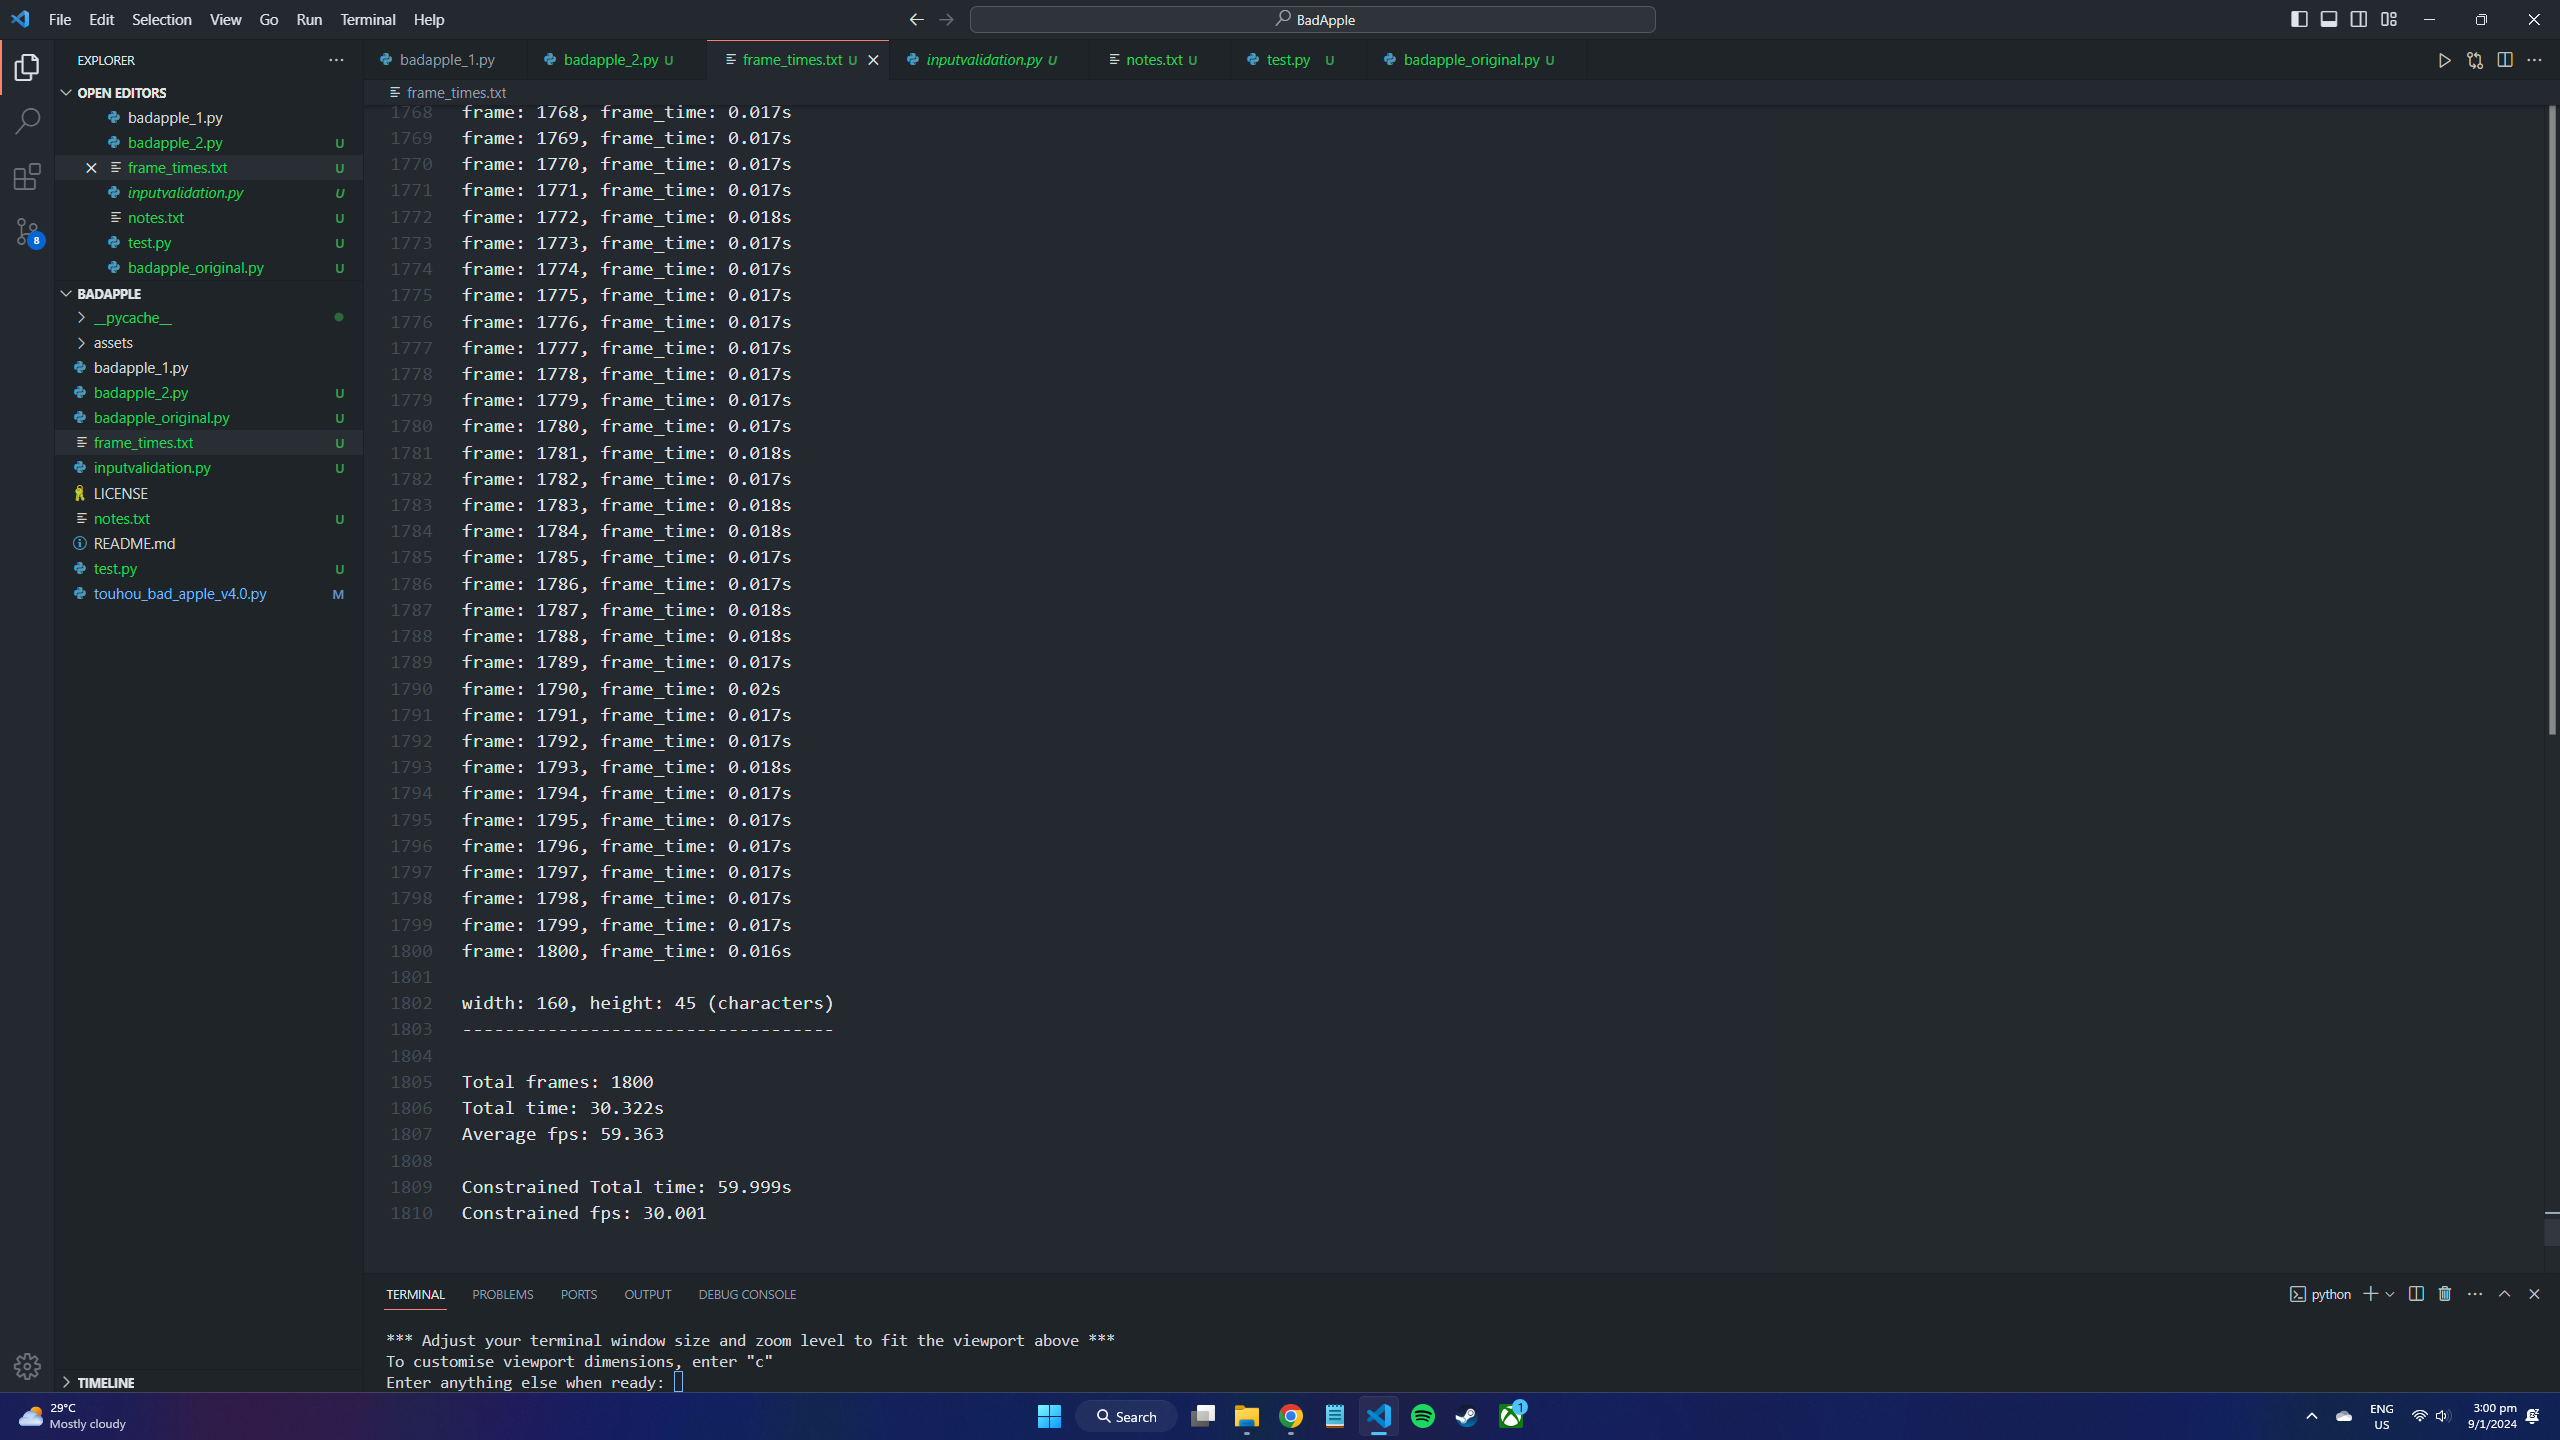 File Edit Selection View Go Run Terminal Help
BadApple
EXPLORER
badapple_1.py
badapple_2.py U
frame_times.txt U
inputvalidation.py U
notes.txt U
test.py U
badapple_original.py U
OPEN EDITORS
badapple_1.py
badapple_2.py U
frame_times.txt U
inputvalidation.py U
notes.txt U
test.py U
badapple_original.py U
8
BADAPPLE
__pycache__
assets
badapple_1.py
badapple_2.py U
badapple_original.py U
frame_times.txt U
inputvalidation.py U
LICENSE
notes.txt U
README.md
test.py U
touhou_bad_apple_v4.0.py M
TIMELINE
frame_times.txt
1768 frame: 1768, frame_time: 0.017s
1769 frame: 1769, frame_time: 0.017s
1770 frame: 1770, frame_time: 0.017s
1771 frame: 1771, frame_time: 0.017s
1772 frame: 1772, frame_time: 0.018s
1773 frame: 1773, frame_time: 0.017s
1774 frame: 1774, frame_time: 0.017s
1775 frame: 1775, frame_time: 0.017s
1776 frame: 1776, frame_time: 0.017s
1777 frame: 1777, frame_time: 0.017s
1778 frame: 1778, frame_time: 0.017s
1779 frame: 1779, frame_time: 0.017s
1780 frame: 1780, frame_time: 0.017s
1781 frame: 1781, frame_time: 0.018s
1782 frame: 1782, frame_time: 0.017s
1783 frame: 1783, frame_time: 0.018s
1784 frame: 1784, frame_time: 0.018s
1785 frame: 1785, frame_time: 0.017s
1786 frame: 1786, frame_time: 0.017s
1787 frame: 1787, frame_time: 0.018s
1788 frame: 1788, frame_time: 0.018s
1789 frame: 1789, frame_time: 0.017s
1790 frame: 1790, frame_time: 0.02s
1791 frame: 1791, frame_time: 0.017s
1792 frame: 1792, frame_time: 0.017s
1793 frame: 1793, frame_time: 0.018s
1794 frame: 1794, frame_time: 0.017s
1795 frame: 1795, frame_time: 0.017s
1796 frame: 1796, frame_time: 0.017s
1797 frame: 1797, frame_time: 0.017s
1798 frame: 1798, frame_time: 0.017s
1799 frame: 1799, frame_time: 0.017s
1800 frame: 1800, frame_time: 0.016s
1801
1802 width: 160, height: 45 (characters)
1803 -----------------------------------
1804
1805 Total frames: 1800
1806 Total time: 30.322s
1807 Average fps: 59.363
1808
1809 Constrained Total time: 59.999s
1810 Constrained fps: 30.001
TERMINAL PROBLEMS PORTS OUTPUT DEBUG CONSOLE
python
*** Adjust your terminal window size and zoom level to fit the viewport above ***
To customise viewport dimensions, enter "c"
Enter anything else when ready:
29°C
Mostly cloudy
Search
1
ENG
US
3:00 pm
9/1/2024